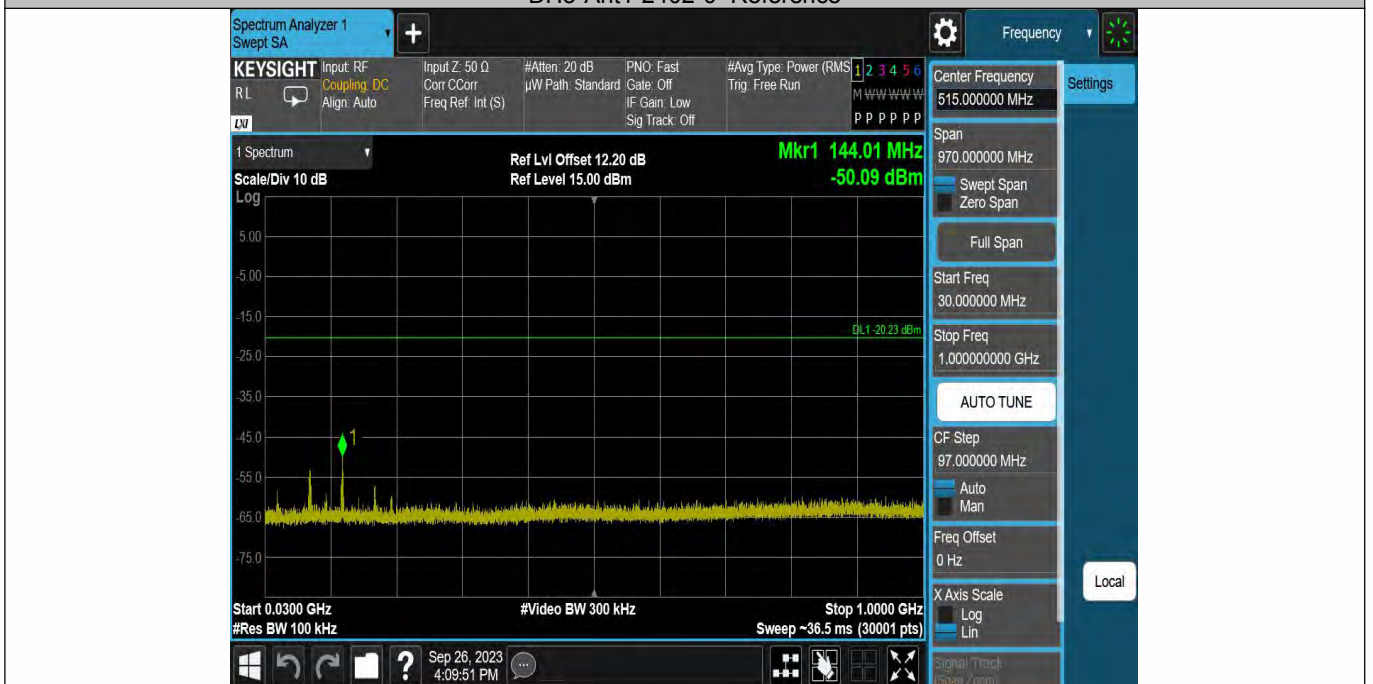 Spectrum Analyzer 1
Swept SA
+
Frequency
KEYSIGHT
RL
LXI
Input: RF
Coupling: DC
Align: Auto
Input Z: 50 Ω
Corr CCorr
Freq Ref: Int (S)
#Atten: 20 dB
µW Path: Standard
PNO: Fast
Gate: Off
IF Gain: Low
Sig Track: Off
#Avg Type: Power (RMS
Trig: Free Run
1 2 3 4 5 6
M W W W W W
P P P P P P
1 Spectrum
Scale/Div 10 dB
Log
Ref Lvl Offset 12.20 dB
Ref Level 15.00 dBm
Mkr1 144.01 MHz
-50.09 dBm
5.00
-5.00
-15.0
DL1 -20.23 dBm
-25.0
-35.0
-45.0
1
-55.0
-65.0
-75.0
Start 0.0300 GHz
#Res BW 100 kHz
#Video BW 300 kHz
Stop 1.0000 GHz
Sweep ~36.5 ms (30001 pts)
?
Sep 26, 2023
4:09:51 PM
Center Frequency
515.000000 MHz
Settings
Span
970.000000 MHz
Swept Span
Zero Span
Full Span
Start Freq
30.000000 MHz
Stop Freq
1.000000000 GHz
AUTO TUNE
CF Step
97.000000 MHz
Auto
Man
Freq Offset
0 Hz
X Axis Scale
Log
Lin
Local
Signal Track
(Span Zoom)